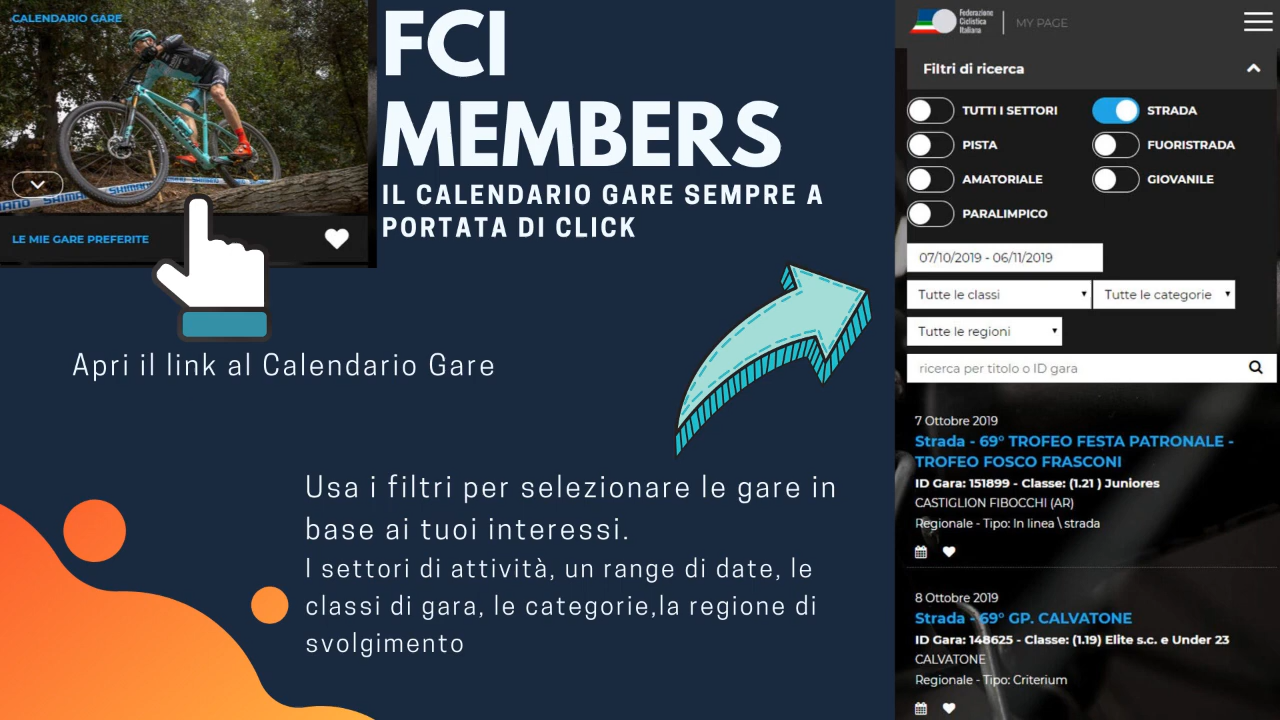 CALENDARIO GARE
SHIMANO
LE MIE GARE PREFERITE
FCI
MEMBERS
IL CALENDARIO GARE SEMPRE A
PORTATA DI CLICK
Apri il link al Calendario Gare
Usa i filtri per selezionare le gare in
base ai tuoi interessi.
I settori di attività, un range di date, le
classi di gara, le categorie,la regione di
svolgimento
Federazione
Ciclistica
Italiana
MY PAGE
Filtri di ricerca
TUTTI I SETTORI
STRADA
PISTA
FUORISTRADA
AMATORIALE
GIOVANILE
PARALIMPICO
07/10/2019 - 06/11/2019
Tutte le classi
Tutte le categorie
Tutte le regioni
ricerca per titolo o ID gara
7 Ottobre 2019
Strada - 69° TROFEO FESTA PATRONALE -
TROFEO FOSCO FRASCONI
ID Gara: 151899 - Classe: (1.21 ) Juniores
CASTIGLION FIBOCCHI (AR)
Regionale - Tipo: In linea \ strada
8 Ottobre 2019
Strada - 69° GP. CALVATONE
ID Gara: 148625 - Classe: (1.19) Elite s.c. e Under 23
CALVATONE
Regionale - Tipo: Criterium